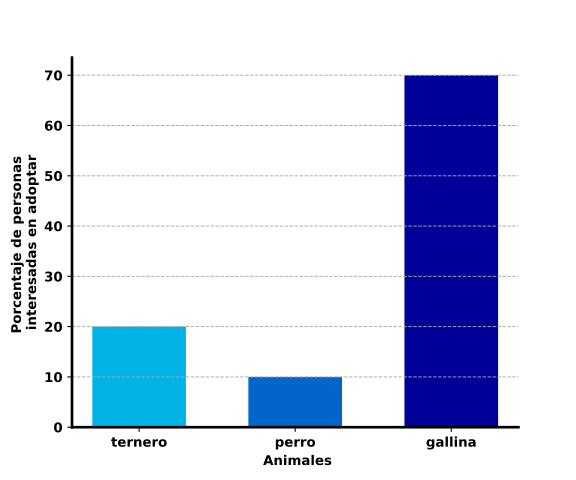 70
60
50
40
30
20
10
0
Porcentaje de personas
interesadas en adoptar
ternero perro gallina
Animales